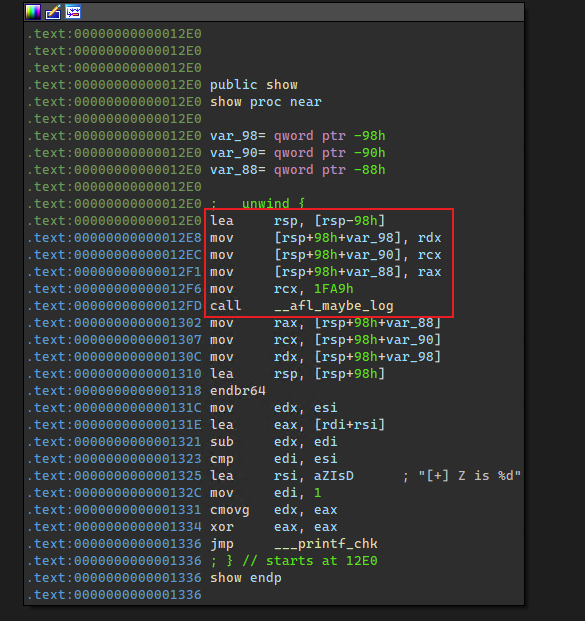 .text:00000000000012E0
.text:00000000000012E0
.text:00000000000012E0
.text:00000000000012E0 public show
.text:00000000000012E0 show proc near
.text:00000000000012E0
.text:00000000000012E0 var_98= qword ptr -98h
.text:00000000000012E0 var_90= qword ptr -90h
.text:00000000000012E0 var_88= qword ptr -88h
.text:00000000000012E0
.text:00000000000012E0 ; __unwind {
.text:00000000000012E0 lea     rsp, [rsp-98h]
.text:00000000000012E8 mov     [rsp+98h+var_98], rdx
.text:00000000000012EC mov     [rsp+98h+var_90], rcx
.text:00000000000012F1 mov     [rsp+98h+var_88], rax
.text:00000000000012F6 mov     rcx, 1FA9h
.text:00000000000012FD call    __afl_maybe_log
.text:0000000000001302 mov     rax, [rsp+98h+var_88]
.text:0000000000001307 mov     rcx, [rsp+98h+var_90]
.text:000000000000130C mov     rdx, [rsp+98h+var_98]
.text:0000000000001310 lea     rsp, [rsp+98h]
.text:0000000000001318 endbr64
.text:000000000000131C mov     edx, esi
.text:000000000000131E lea     eax, [rdi+rsi]
.text:0000000000001321 sub     edx, edi
.text:0000000000001323 cmp     edi, esi
.text:0000000000001325 lea     rsi, aZIsD      ; "[+] Z is %d"
.text:000000000000132C mov     edi, 1
.text:0000000000001331 cmovg   edx, eax
.text:0000000000001334 xor     eax, eax
.text:0000000000001336 jmp     ___printf_chk
.text:0000000000001336 ; } // starts at 12E0
.text:0000000000001336 show endp
.text:0000000000001336